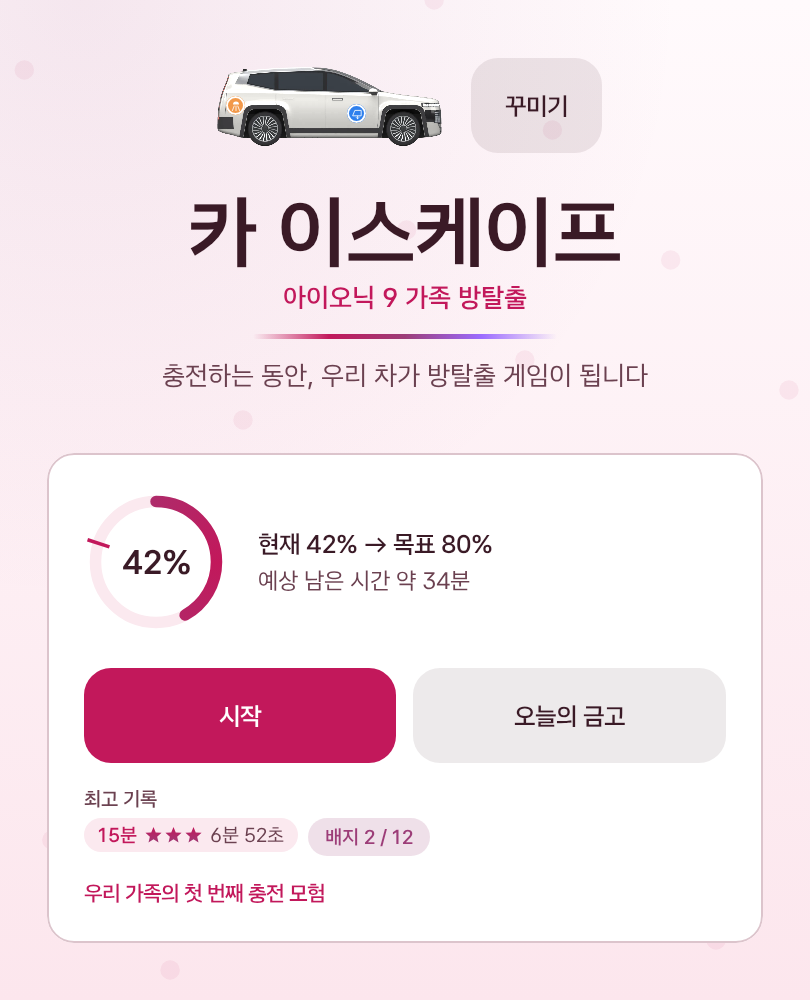 꾸미기
카 이스케이프
아이오닉 9 가족 방탈출
충전하는 동안, 우리 차가 방탈출 게임이 됩니다
42%
현재 42% → 목표 80%
예상 남은 시간 약 34분
시작
오늘의 금고
최고 기록
15분 ★★★ 6분 52초
배지 2 / 12
우리 가족의 첫 번째 충전 모험